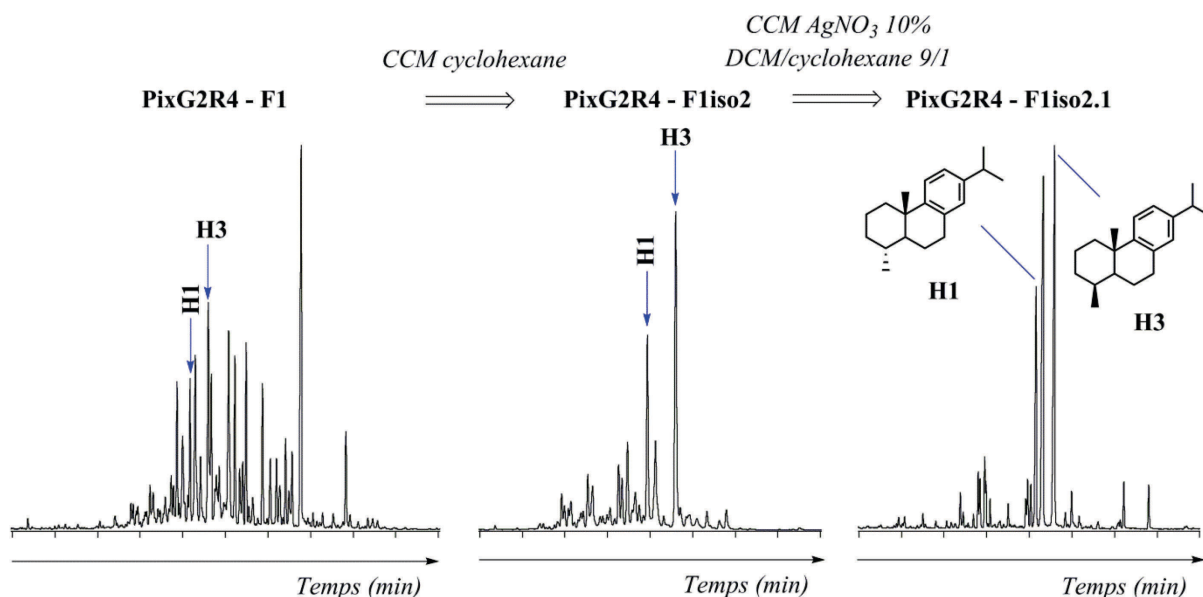 CCM AgNO3 10%
CCM cyclohexane
DCM/cyclohexane 9/1
PixG2R4 - F1
PixG2R4 - F1iso2
PixG2R4 - F1iso2.1
H3
H1
H3
H1
H1
H3
Temps (min)
Temps (min)
Temps (min)